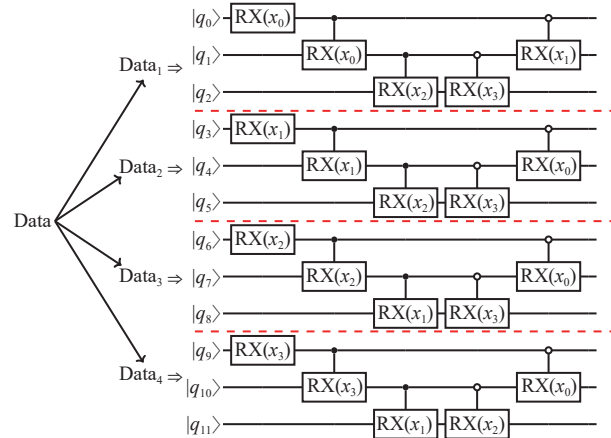 |q₀⟩ RX(x₀)
|q₁⟩ RX(x₀) RX(x₁)
Data₁ ⇒
|q₂⟩ RX(x₂) RX(x₃)
|q₃⟩ RX(x₁)
Data₂ ⇒ |q₄⟩ RX(x₁) RX(x₀)
|q₅⟩ RX(x₂) RX(x₃)
Data
|q₆⟩ RX(x₂)
Data₃ ⇒ |q₇⟩ RX(x₂) RX(x₀)
|q₈⟩ RX(x₁) RX(x₃)
|q₉⟩ RX(x₃)
Data₄ ⇒ |q₁₀⟩ RX(x₃) RX(x₀)
|q₁₁⟩ RX(x₁) RX(x₂)